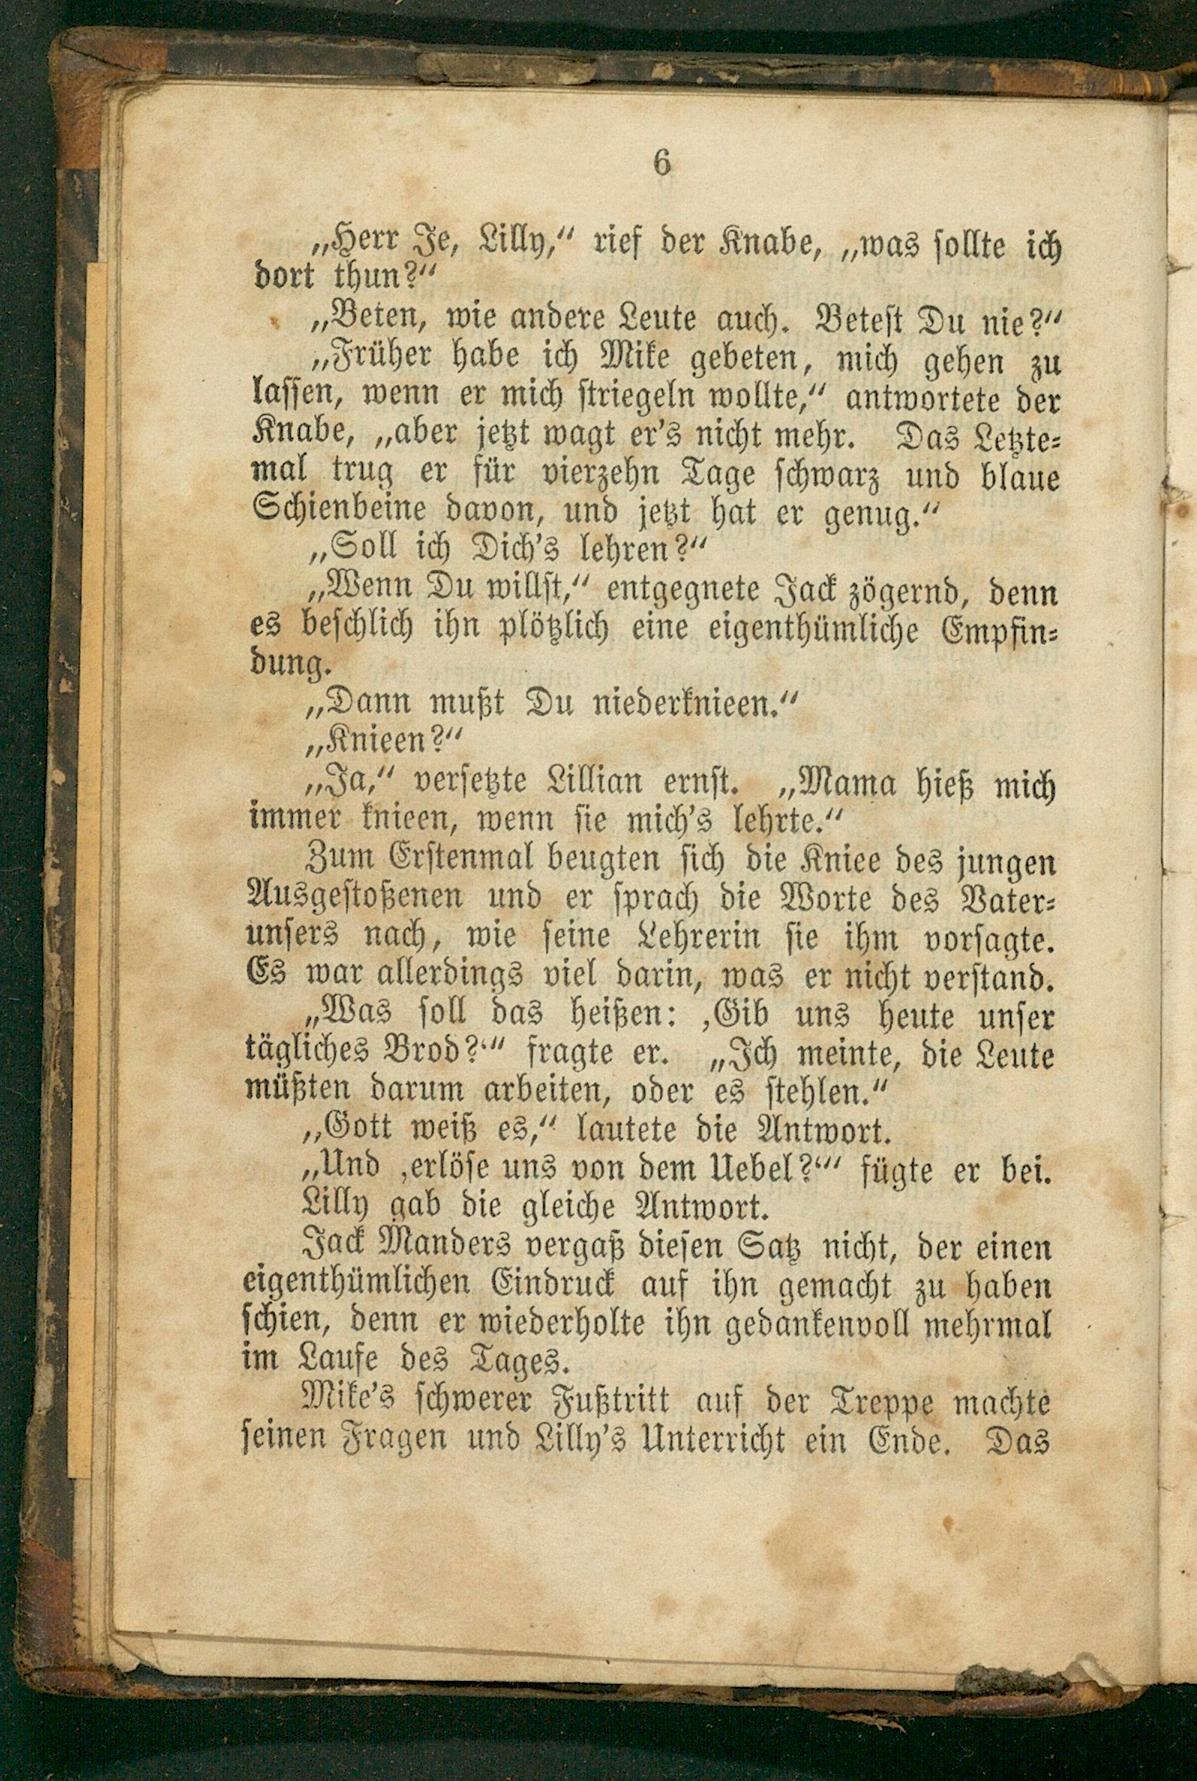 6
„Herr Je, Lilly,“ rief der Knabe, „was sollte ich
dort thun?“
„Beten, wie andere Leute auch. Betest Du nie?“
„Früher habe ich Mike gebeten, mich gehen zu
lassen, wenn er mich striegeln wollte,“ antwortete der
Knabe, „aber jetzt wagt er's nicht mehr. Das Letzte-
mal trug er für vierzehn Tage schwarz und blaue
Schienbeine davon, und jetzt hat er genug.“
„Soll ich Dich's lehren?“
„Wenn Du willst,“ entgegnete Jack zögernd, denn
es beschlich ihn plötzlich eine eigenthümliche Empfin-
dung.
„Dann mußt Du niederknieen.“
„Knieen?“
„Ja,“ versetzte Lillian ernst. „Mama hieß mich
immer knieen, wenn sie mich's lehrte.“
Zum Erstenmal beugten sich die Kniee des jungen
Ausgestoßenen und er sprach die Worte des Vater-
unsers nach, wie seine Lehrerin sie ihm vorsagte.
Es war allerdings viel darin, was er nicht verstand.
„Was soll das heißen: ‚Gib uns heute unser
tägliches Brod?‘“ fragte er. „Ich meinte, die Leute
müßten darum arbeiten, oder es stehlen.“
„Gott weiß es,“ lautete die Antwort.
„Und ‚erlöse uns von dem Uebel?‘“ fügte er bei.
Lilly gab die gleiche Antwort.
Jack Manders vergaß diesen Satz nicht, der einen
eigenthümlichen Eindruck auf ihn gemacht zu haben
schien, denn er wiederholte ihn gedankenvoll mehrmal
im Laufe des Tages.
Mike's schwerer Fußtritt auf der Treppe machte
seinen Fragen und Lilly's Unterricht ein Ende. Das